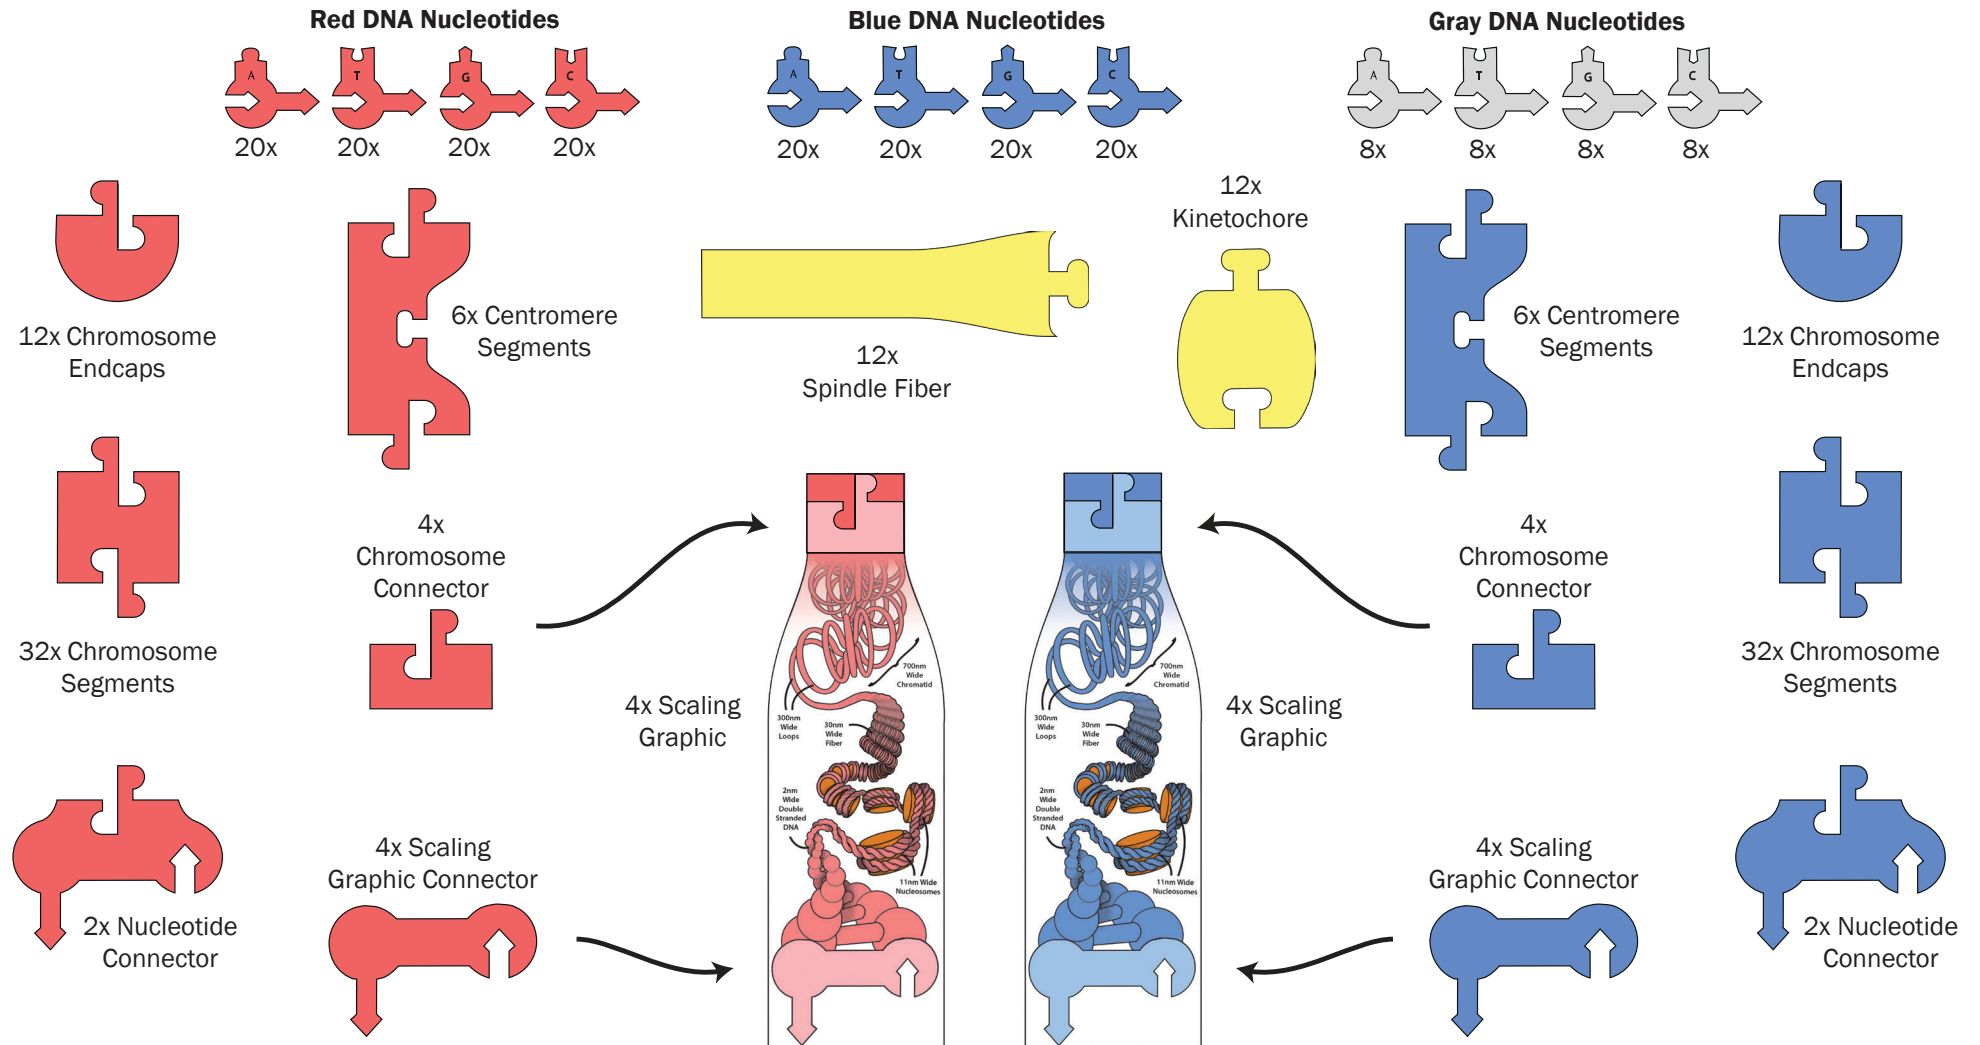 Red DNA Nucleotides
Blue DNA Nucleotides
Gray DNA Nucleotides
A T G C
A T G C
A T G C
20x 20x 20x 20x
20x 20x 20x 20x
8x 8x 8x 8x
12x Chromosome
Endcaps
6x Centromere
Segments
12x
Spindle Fiber
12x
Kinetochore
6x Centromere
Segments
12x Chromosome
Endcaps
32x Chromosome
Segments
4x
Chromosome
Connector
4x Scaling
Graphic
700nm
Wide
Chromatid
300nm
Wide
Loops
30nm
Wide
Fiber
2nm
Wide
Double
Stranded
DNA
11nm Wide
Nucleosomes
700nm
Wide
Chromatid
300nm
Wide
Loops
30nm
Wide
Fiber
2nm
Wide
Double
Stranded
DNA
11nm Wide
Nucleosomes
4x Scaling
Graphic
4x
Chromosome
Connector
32x Chromosome
Segments
2x Nucleotide
Connector
4x Scaling
Graphic Connector
4x Scaling
Graphic Connector
2x Nucleotide
Connector